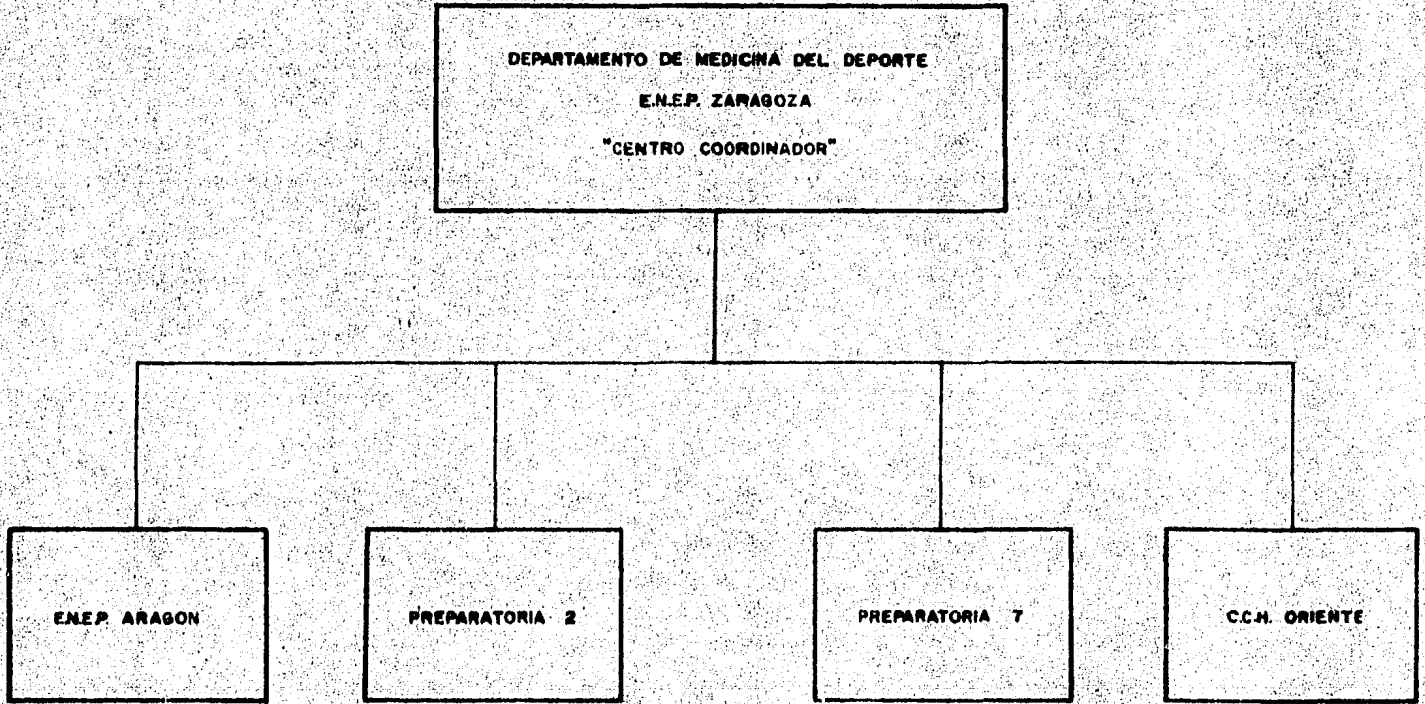 DEPARTAMENTO DE MEDICINA DEL DEPORTE
E.N.E.P. ZARAGOZA
"CENTRO COORDINADOR"
E.N.E.P. ARAGON
PREPARATORIA 2
PREPARATORIA 7
C.C.H. ORIENTE